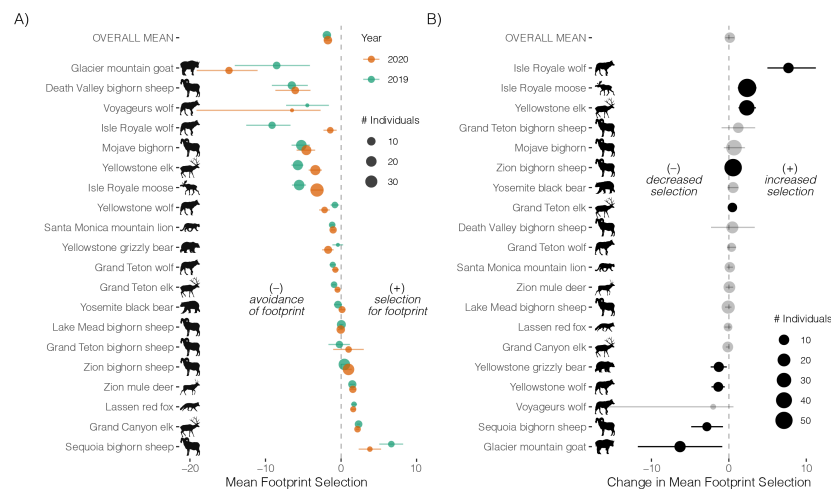 A)
OVERALL MEAN
Glacier mountain goat
Death Valley bighorn sheep
Voyageurs wolf
Isle Royale wolf
Mojave bighorn
Yellowstone elk
Isle Royale moose
Yellowstone wolf
Santa Monica mountain lion
Yellowstone grizzly bear
Grand Teton wolf
Grand Teton elk
Yosemite black bear
Lake Mead bighorn sheep
Grand Teton bighorn sheep
Zion bighorn sheep
Zion mule deer
Lassen red fox
Grand Canyon elk
Sequoia bighorn sheep
Year
2020
2019
# Individuals
10
20
30
(−)
avoidance
of footprint
(+)
selection
for footprint
−20 −10 0 10
Mean Footprint Selection
B)
OVERALL MEAN
Isle Royale wolf
Isle Royale moose
Yellowstone elk
Grand Teton bighorn sheep
Mojave bighorn
Zion bighorn sheep
Yosemite black bear
Grand Teton elk
Death Valley bighorn sheep
Grand Teton wolf
Santa Monica mountain lion
Zion mule deer
Lake Mead bighorn sheep
Lassen red fox
Grand Canyon elk
Yellowstone grizzly bear
Yellowstone wolf
Voyageurs wolf
Sequoia bighorn sheep
Glacier mountain goat
(−)
decreased
selection
(+)
increased
selection
# Individuals
10
20
30
40
50
−10 0 10
Change in Mean Footprint Selection